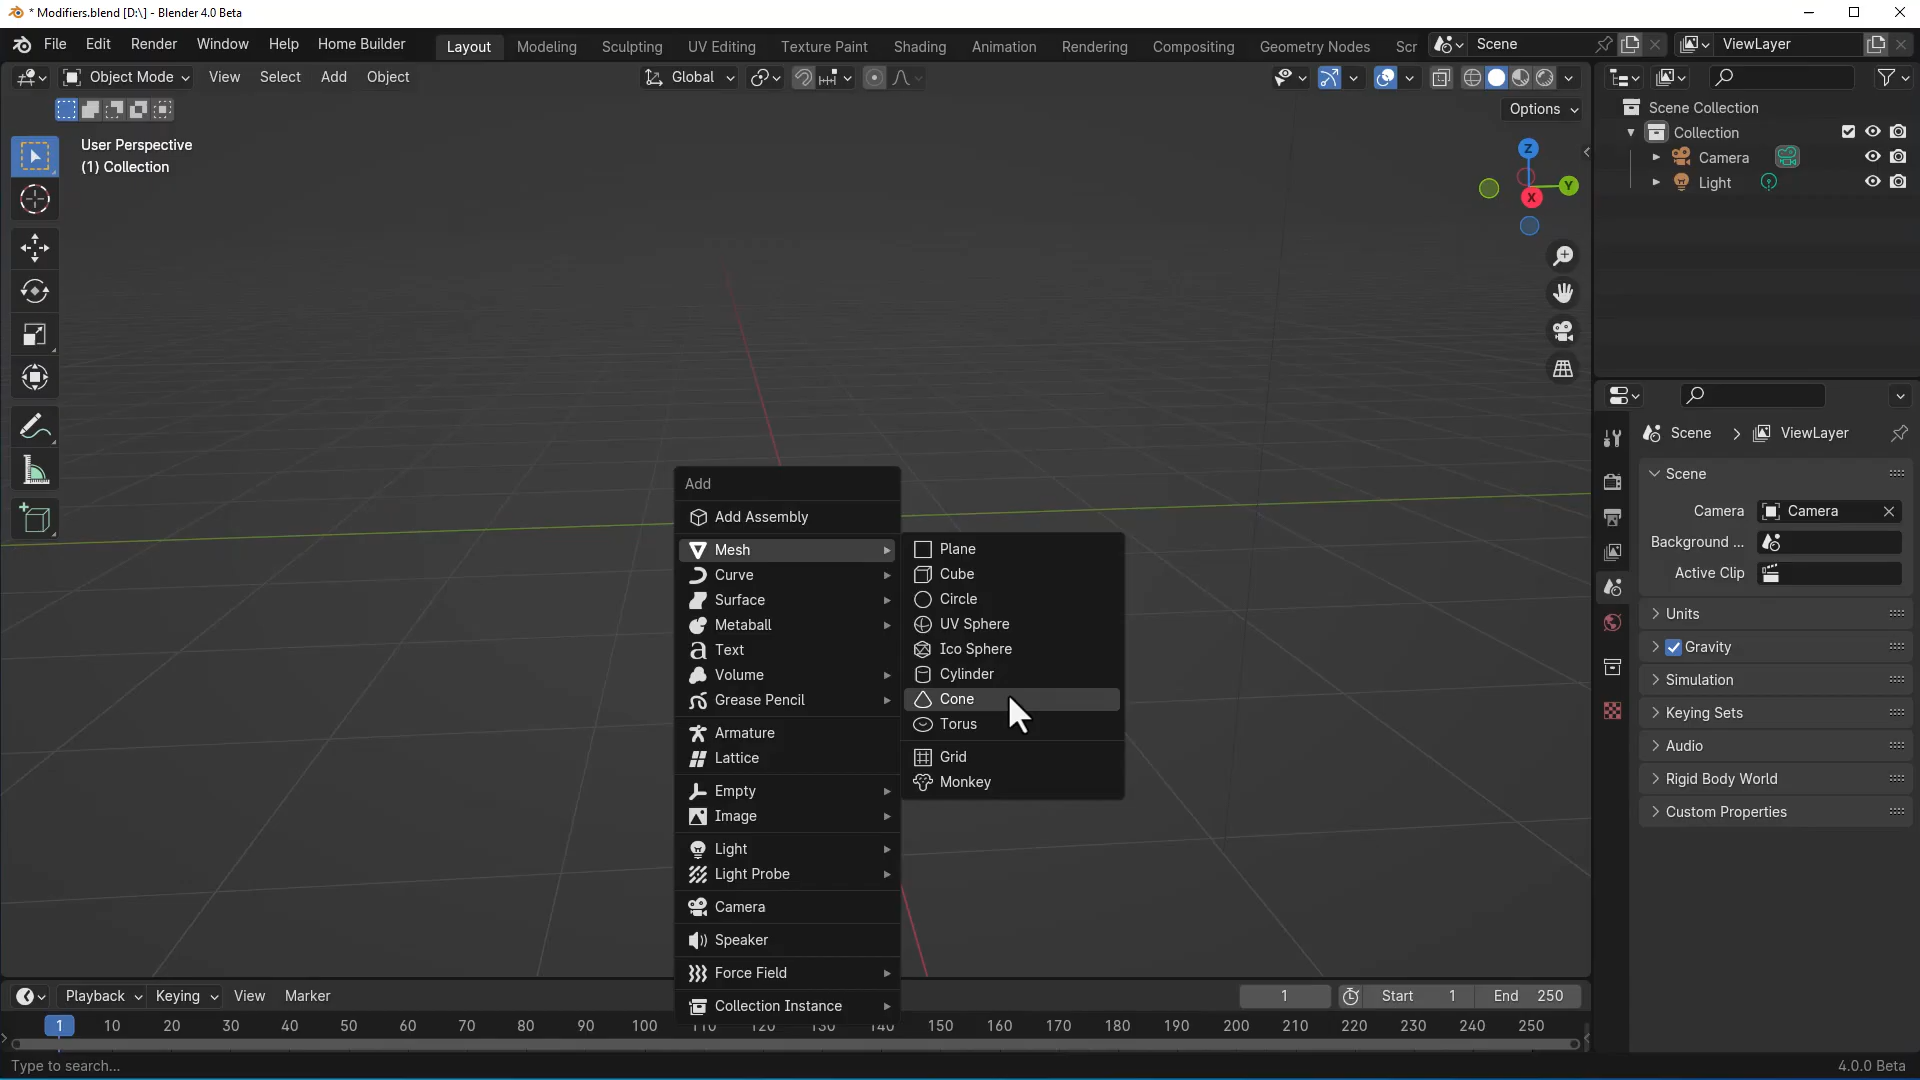 * Modifiers.blend [D:\] - Blender 4.0 Beta
File Edit Render Window Help Home Builder
Layout Modeling Sculpting UV Editing Texture Paint Shading Animation Rendering Compositing Geometry Nodes Scr
Scene
ViewLayer
Object Mode View Select Add Object
Global
Options
User Perspective
(1) Collection
Z
Y
X
Scene Collection
Collection
Camera
Light
Scene > ViewLayer
Scene
Camera Camera
Background ...
Active Clip
Units
Gravity
Simulation
Keying Sets
Audio
Rigid Body World
Custom Properties
Add
Add Assembly
Mesh
Curve
Surface
Metaball
Text
Volume
Grease Pencil
Armature
Lattice
Empty
Image
Light
Light Probe
Camera
Speaker
Force Field
Collection Instance
Plane
Cube
Circle
UV Sphere
Ico Sphere
Cylinder
Cone
Torus
Grid
Monkey
Playback Keying View Marker
1
Start 1
End 250
1 10 20 30 40 50 60 70 80 90 100 110 120 130 140 150 160 170 180 190 200 210 220 230 240 250
Type to search...
4.0.0 Beta